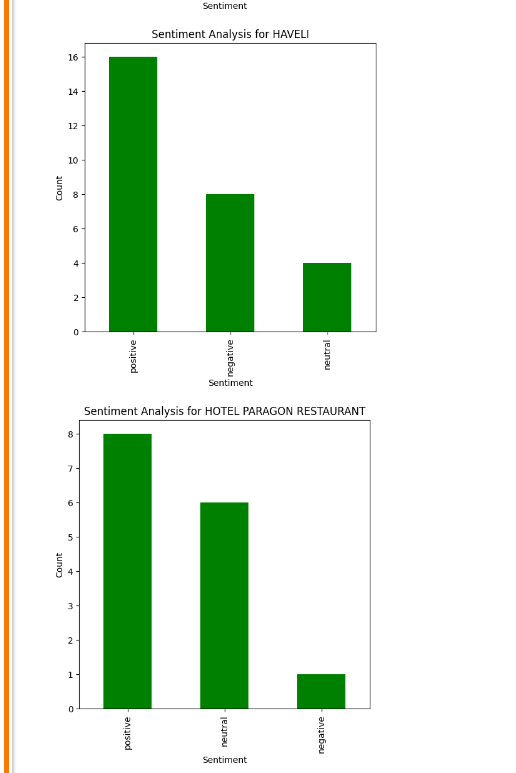 Sentiment
Sentiment Analysis for HAVELI
16
14
12
10
8
6
4
2
0
Count
positive
negative
neutral
Sentiment
Sentiment Analysis for HOTEL PARAGON RESTAURANT
8
7
6
5
4
3
2
1
0
Count
positive
neutral
negative
Sentiment